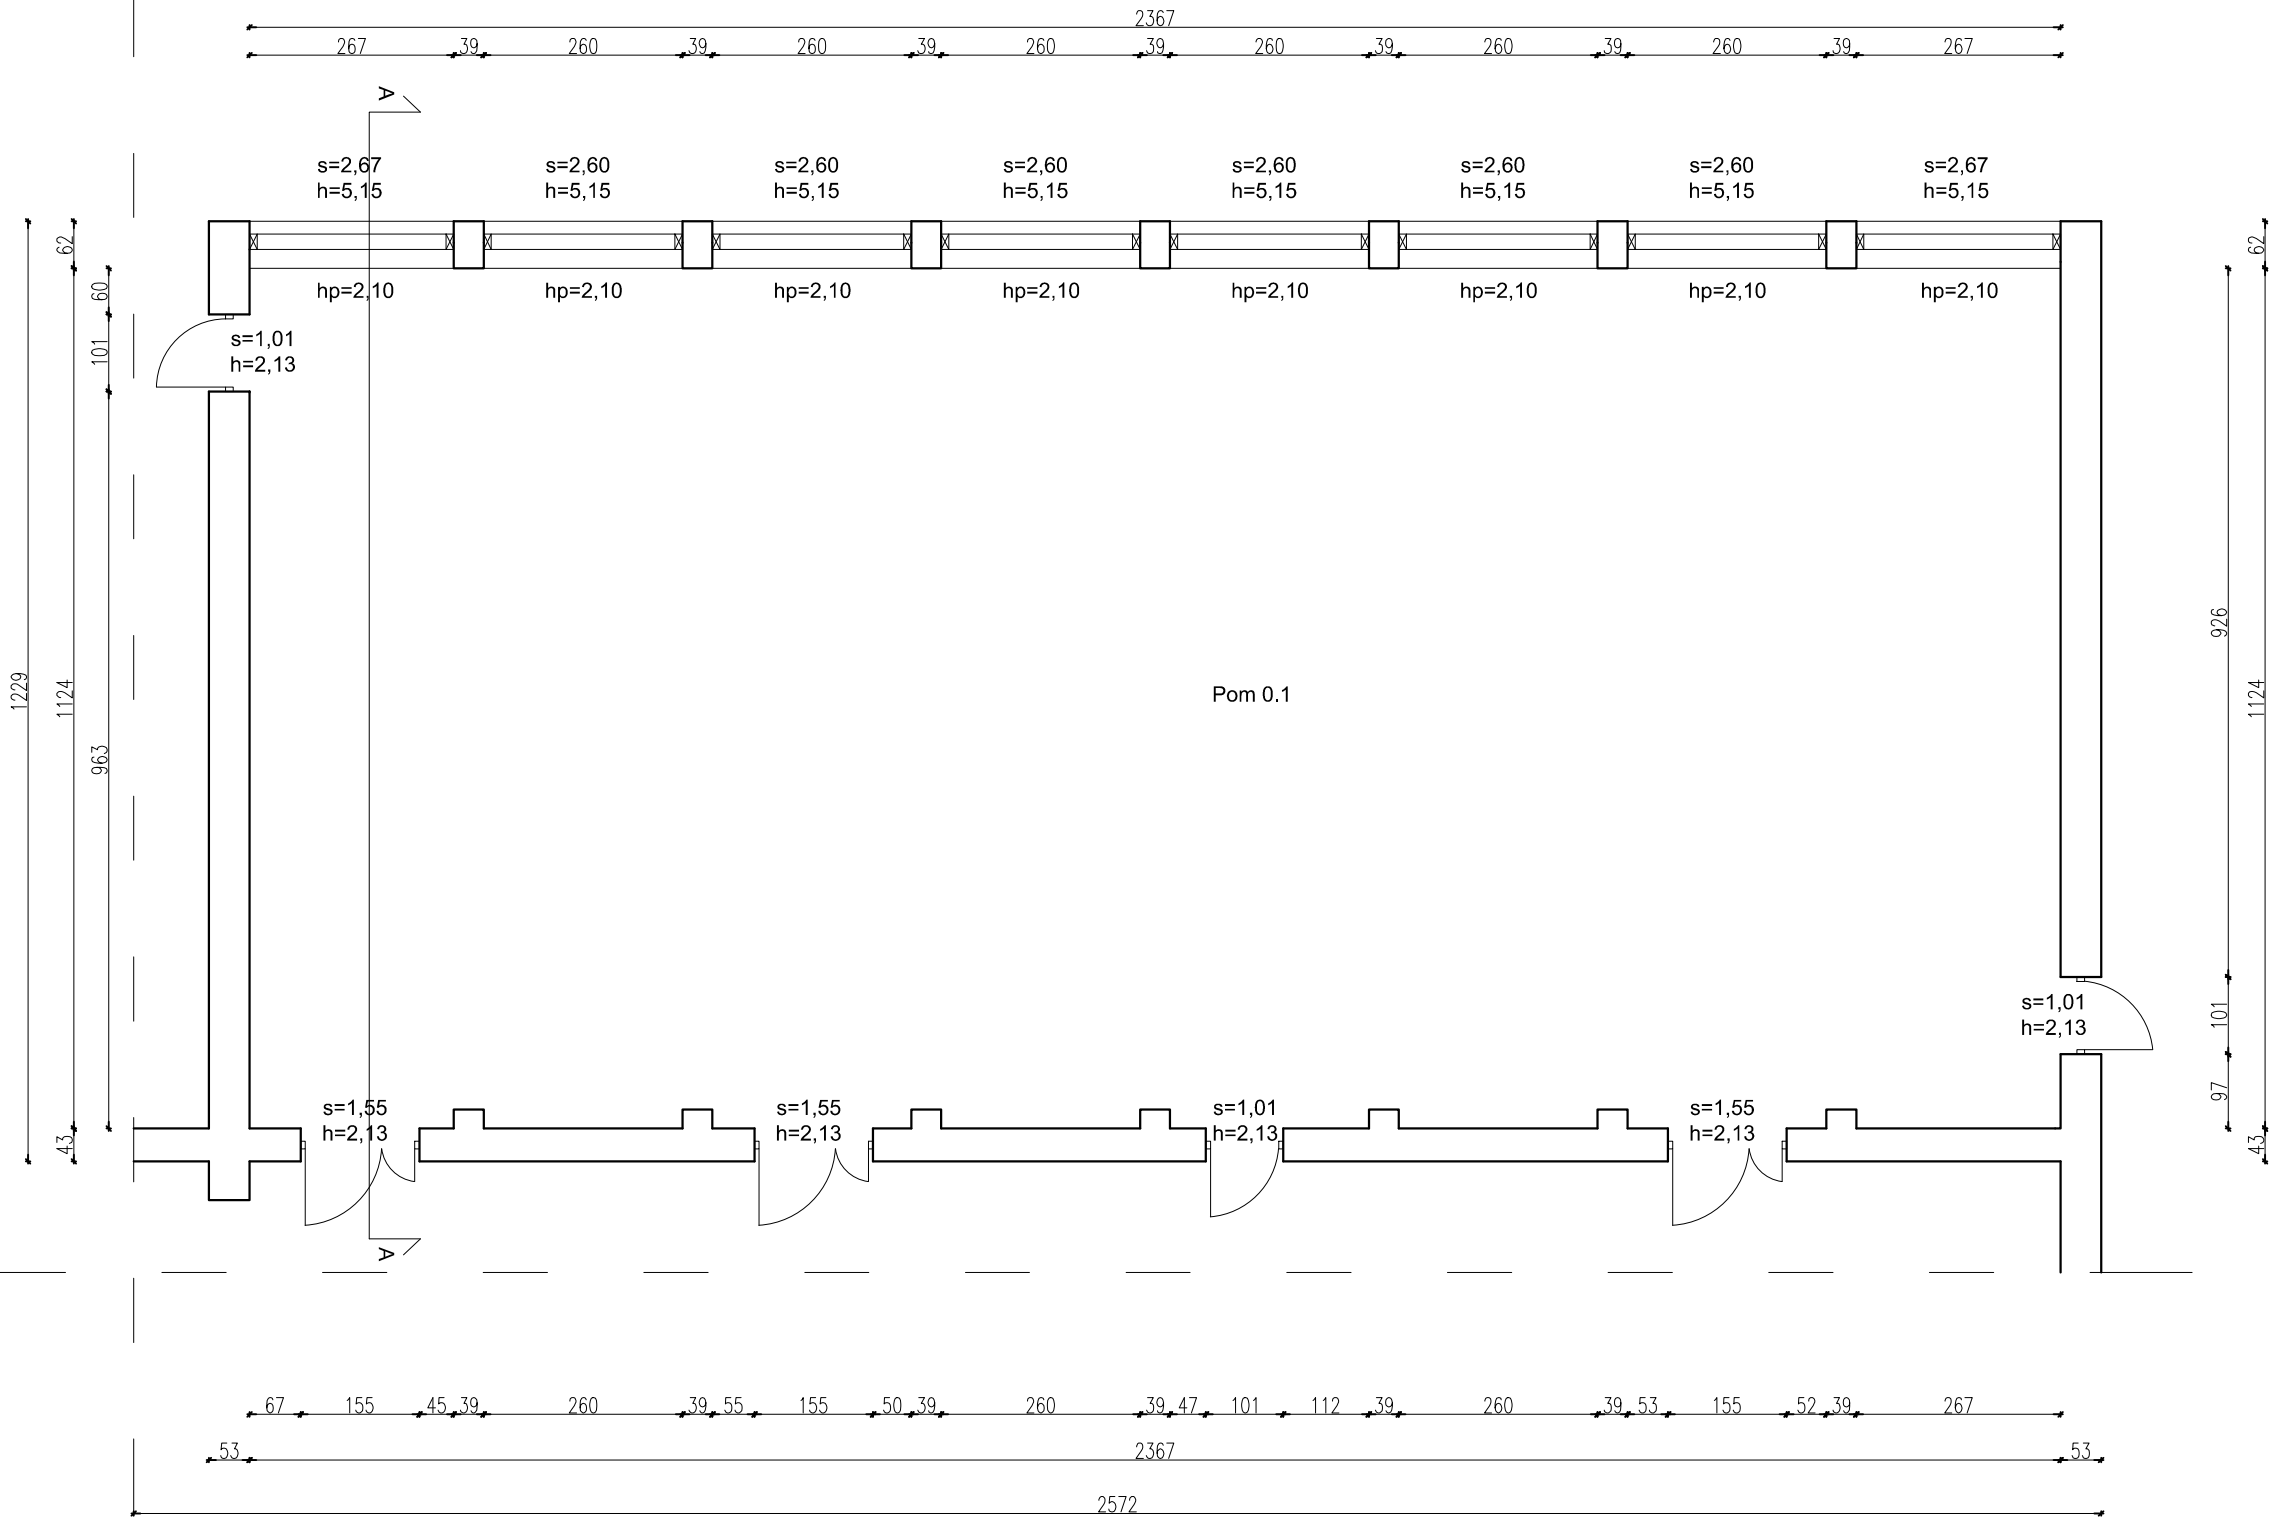 2367
267 39 260 39 260 39 260 39 260 39 260 39 260 39 267
A
s=2,67 s=2,60 s=2,60 s=2,60 s=2,60 s=2,60 s=2,60 s=2,67
h=5,15 h=5,15 h=5,15 h=5,15 h=5,15 h=5,15 h=5,15 h=5,15
62 62
hp=2,10 hp=2,10 hp=2,10 hp=2,10 hp=2,10 hp=2,10 hp=2,10 hp=2,10
60
s=1,01
h=2,13
101
926
1229 1124 Pom 0.1 1124
963
s=1,01
h=2,13
101
97
s=1,55 s=1,55 s=1,01 s=1,55
h=2,13 h=2,13 h=2,13 h=2,13
43 43
A
67 155 45 39 260 39 55 155 50 39 260 39 47 101 112 39 260 39 53 155 52 39 267
53 2367 53
2572